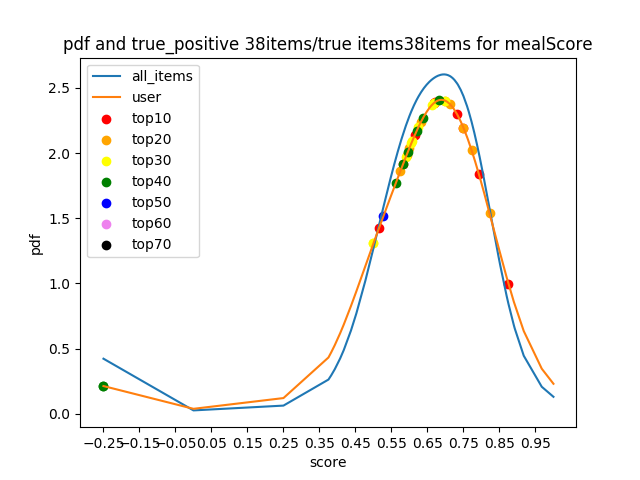 pdf and true_positive 38items/true items38items for mealScore
all_items
user
top10
top20
top30
top40
top50
top60
top70
2.5
2.0
1.5
1.0
0.5
0.0
pdf
−0.25 −0.15 −0.05 0.05 0.15 0.25 0.35 0.45 0.55 0.65 0.75 0.85 0.95
score